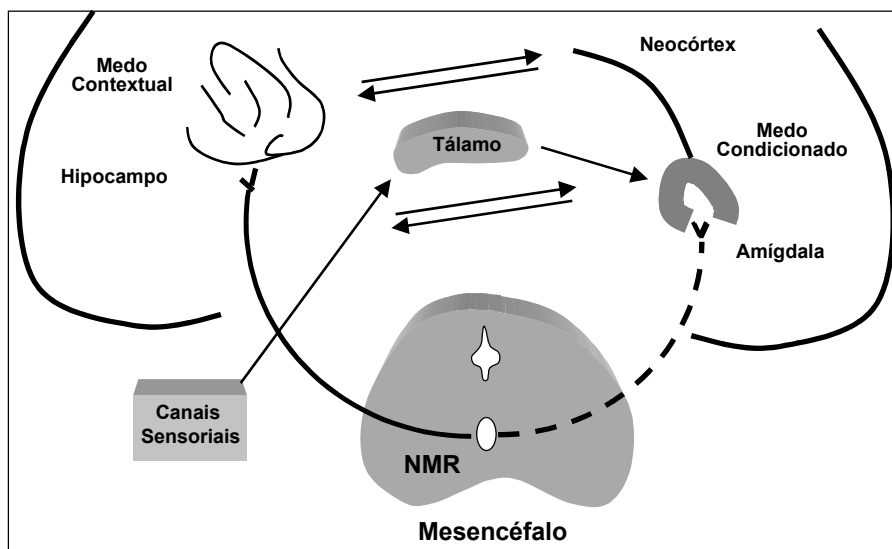 Neocórtex
Medo
Contextual
Tálamo
Medo
Condicionado
Hipocampo
Amígdala
Canais
Sensoriais
NMR
Mesencéfalo